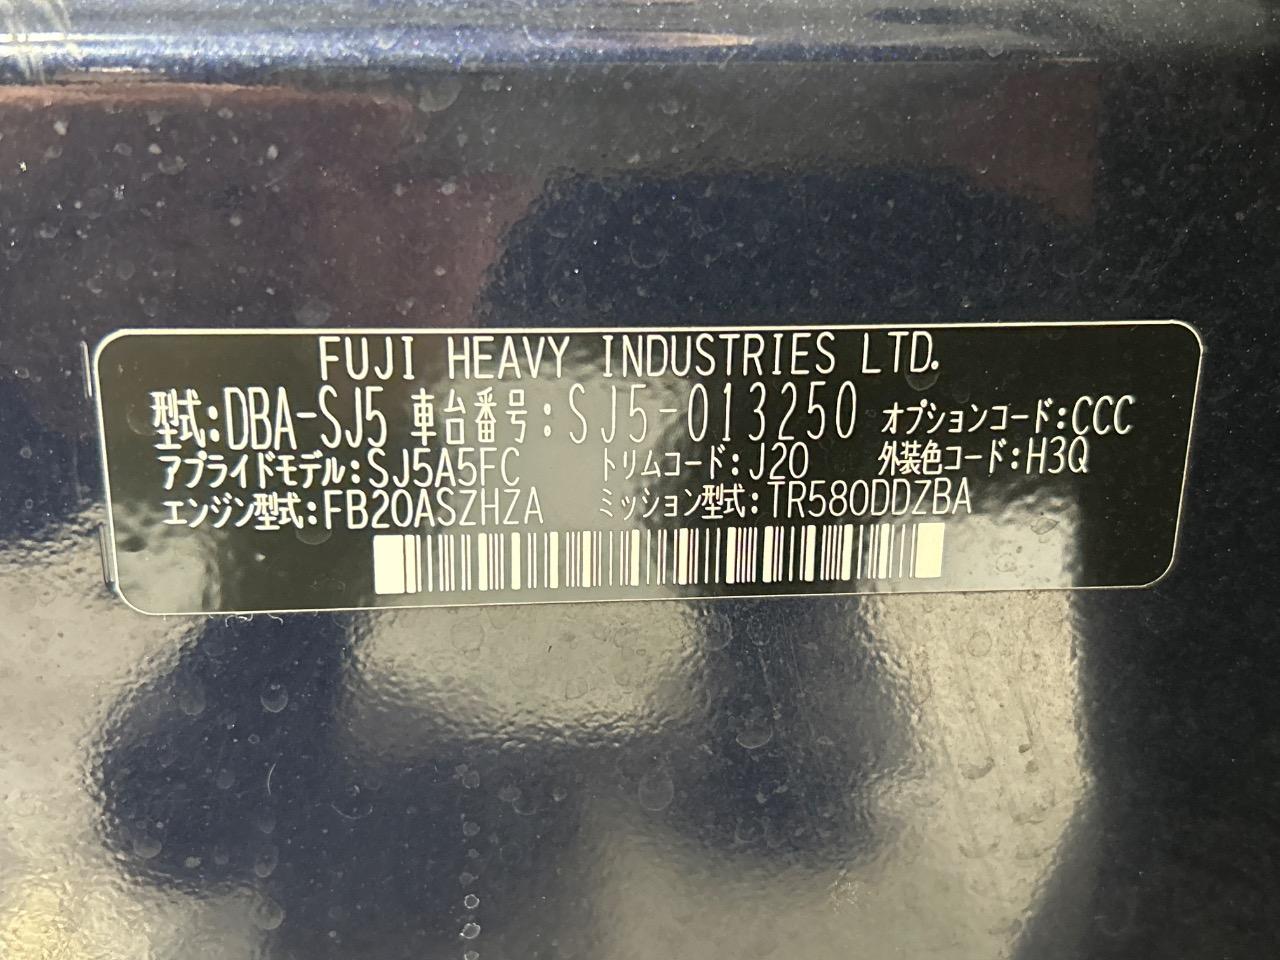 FUJI HEAVY INDUSTRIES LTD.
型式:DBA-SJ5 車台番号:SJ5-013250 オプションコード:CCC
アプライドモデル:SJ5A5FC トリムコード:J20 外装色コード:H3Q
エンジン型式:FB20ASZHZA ミッション型式:TR580DDZBA